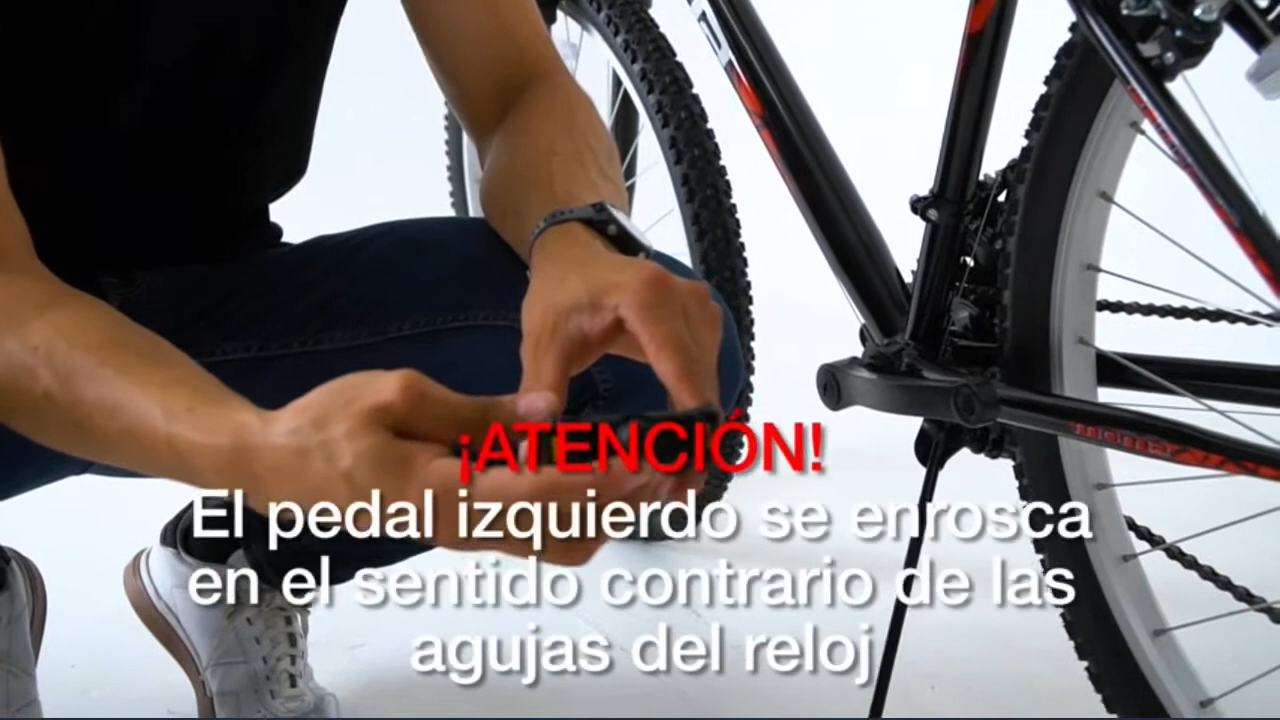 ¡ATENCIÓN!
El pedal izquierdo se enrosca
en el sentido contrario de las
agujas del reloj